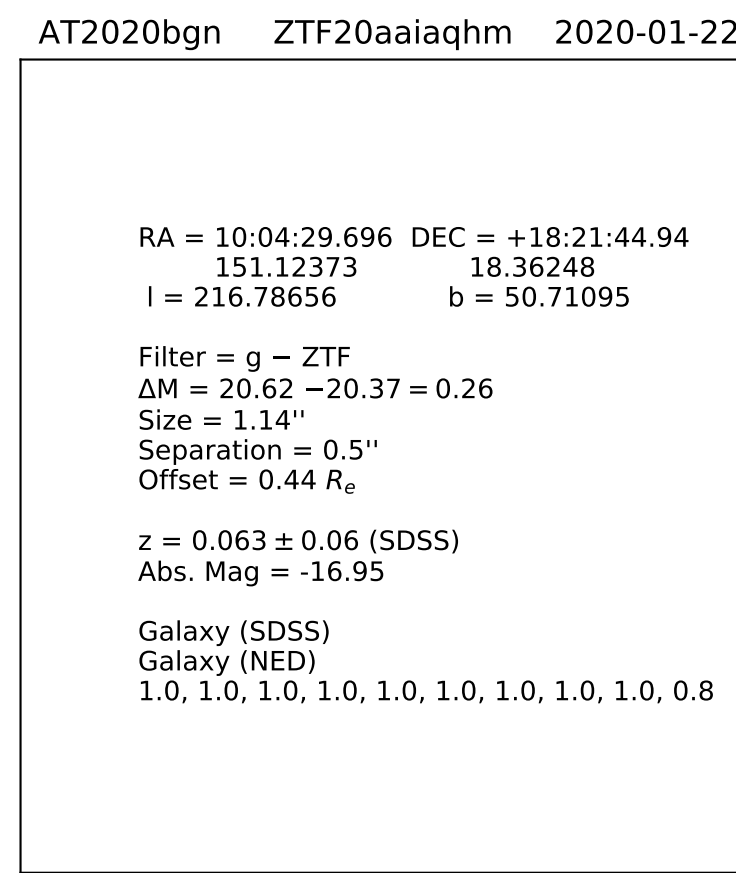 AT2020bgn ZTF20aaiaqhm 2020-01-22
RA = 10:04:29.696 DEC = +18:21:44.94
151.12373 18.36248
l = 216.78656 b = 50.71095
Filter = g − ZTF
ΔM = 20.62 −20.37 = 0.26
Size = 1.14''
Separation = 0.5''
Offset = 0.44 Re
z = 0.063 ± 0.06 (SDSS)
Abs. Mag = -16.95
Galaxy (SDSS)
Galaxy (NED)
1.0, 1.0, 1.0, 1.0, 1.0, 1.0, 1.0, 1.0, 1.0, 0.8